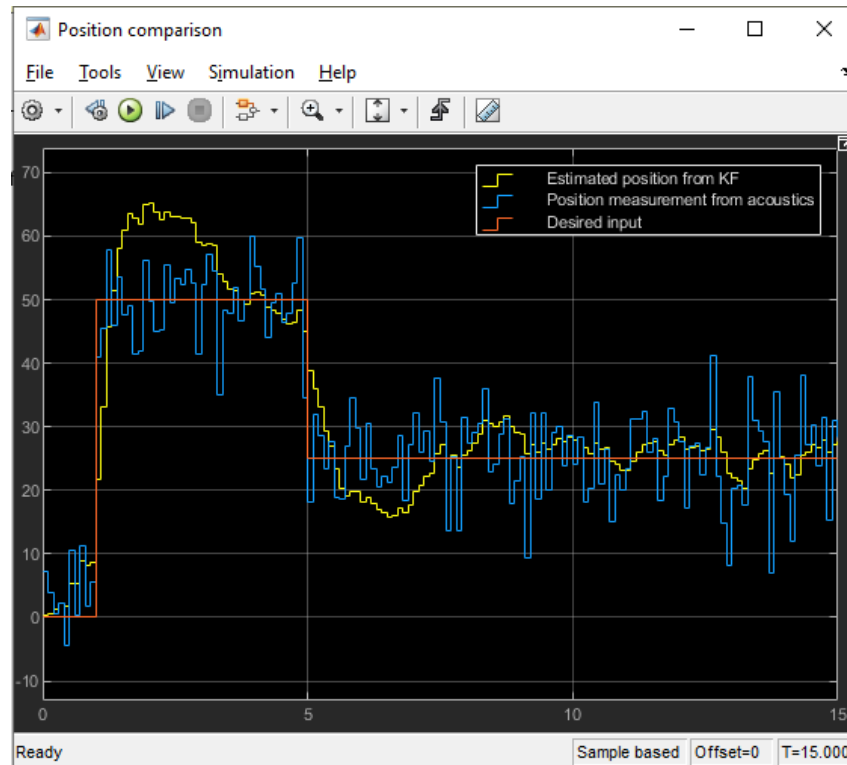 Position comparison
File Tools View Simulation Help
Estimated position from KF
Position measurement from acoustics
Desired input
70
60
50
40
30
20
10
0
-10
0 5 10 15
Ready Sample based Offset=0 T=15.000